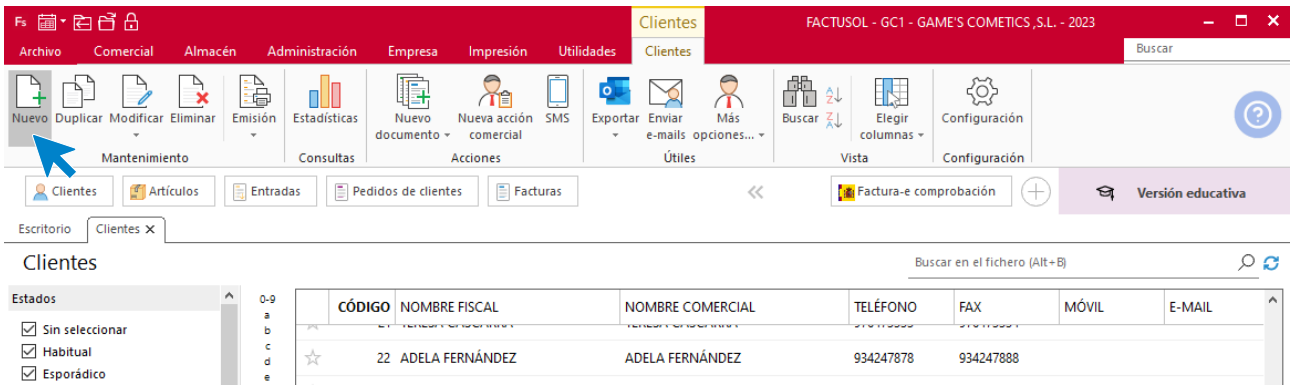 Fs Clientes FACTUSOL - GC1 - GAME'S COMETICS ,S.L. - 2023
Archivo Comercial Almacén Administración Empresa Impresión Utilidades Clientes Buscar
Nuevo Duplicar Modificar Eliminar Emisión Estadísticas Nuevo documento Nueva acción comercial SMS Exportar Enviar e-mails Más opciones... Buscar Elegir columnas Configuración
Mantenimiento Consultas Acciones Útiles Vista Configuración
Clientes Artículos Entradas Pedidos de clientes Facturas Factura-e comprobación Versión educativa
Escritorio Clientes
Clientes Buscar en el fichero (Alt+B)
Estados 0-9 CÓDIGO NOMBRE FISCAL NOMBRE COMERCIAL TELÉFONO FAX MÓVIL E-MAIL
a
Sin seleccionar b
Habitual c
d 22 ADELA FERNÁNDEZ ADELA FERNÁNDEZ 934247878 934247888
Esporádico e